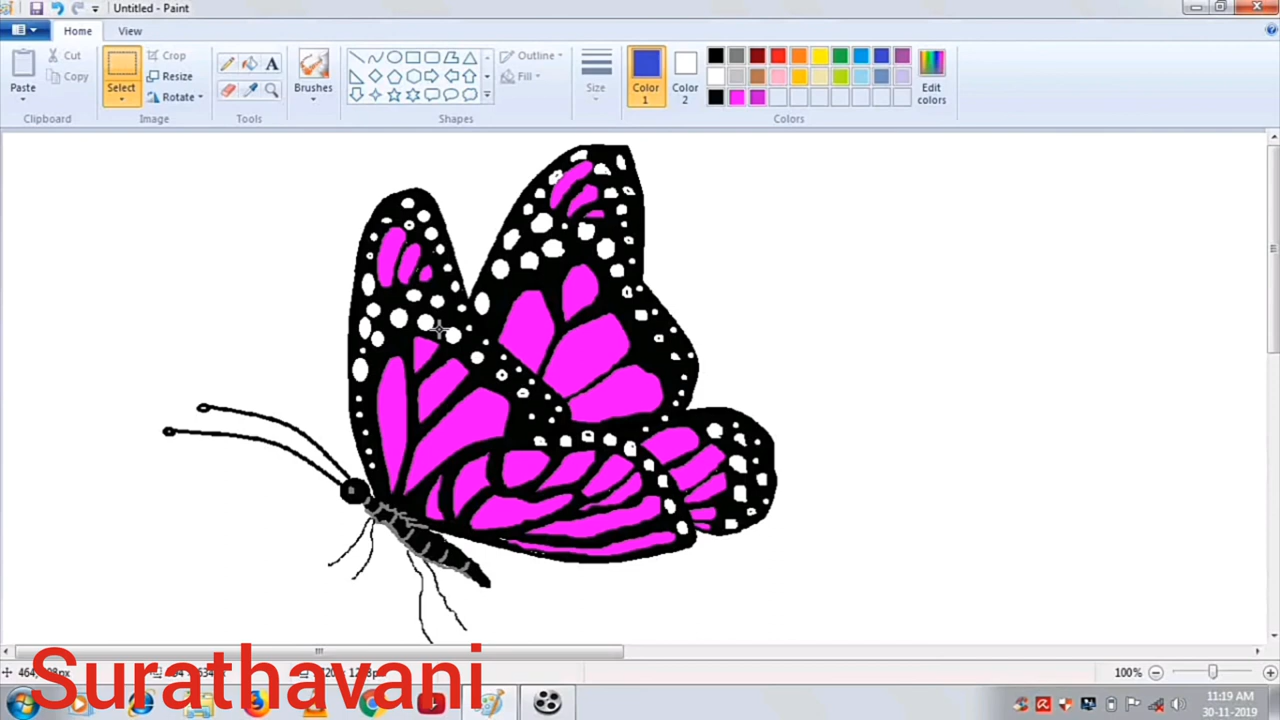 Untitled - Paint
Home View
Paste
Cut
Copy
Clipboard
Select
Crop
Resize
Rotate
Image
Tools
Brushes
Outline
Fill
Shapes
Size
Color 1
Color 2
Edit colors
Colors
100%
Surathavani
11:19 AM
30-11-2019